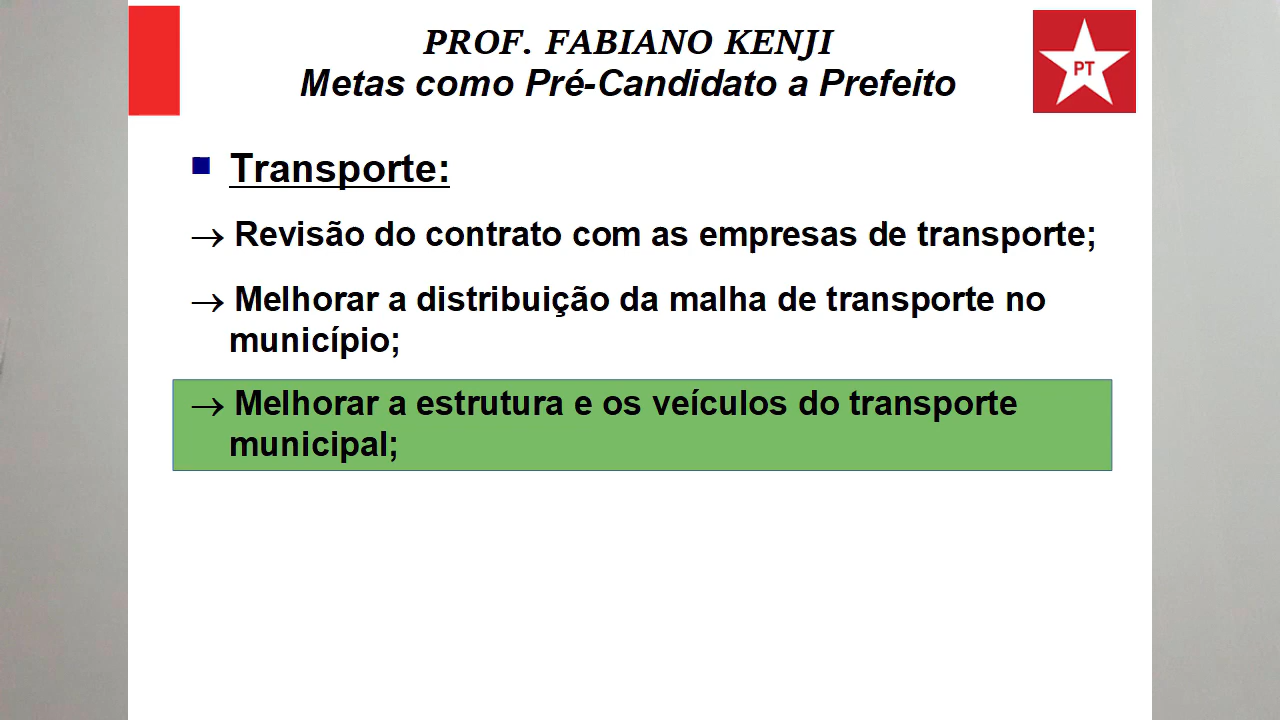 PROF. FABIANO KENJI
Metas como Pré-Candidato a Prefeito
PT
Transporte:
→ Revisão do contrato com as empresas de transporte;
→ Melhorar a distribuição da malha de transporte no
município;
→ Melhorar a estrutura e os veículos do transporte
municipal;